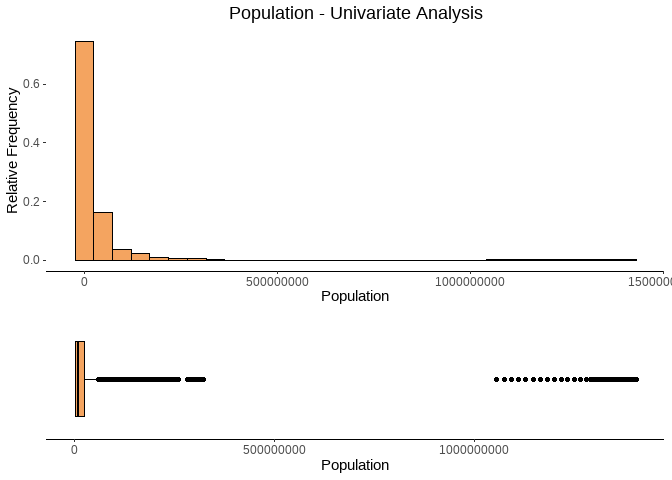 Population - Univariate Analysis
Relative Frequency
0.6
0.4
0.2
0.0
0 500000000 1000000000 1500000
Population
0 500000000 1000000000
Population